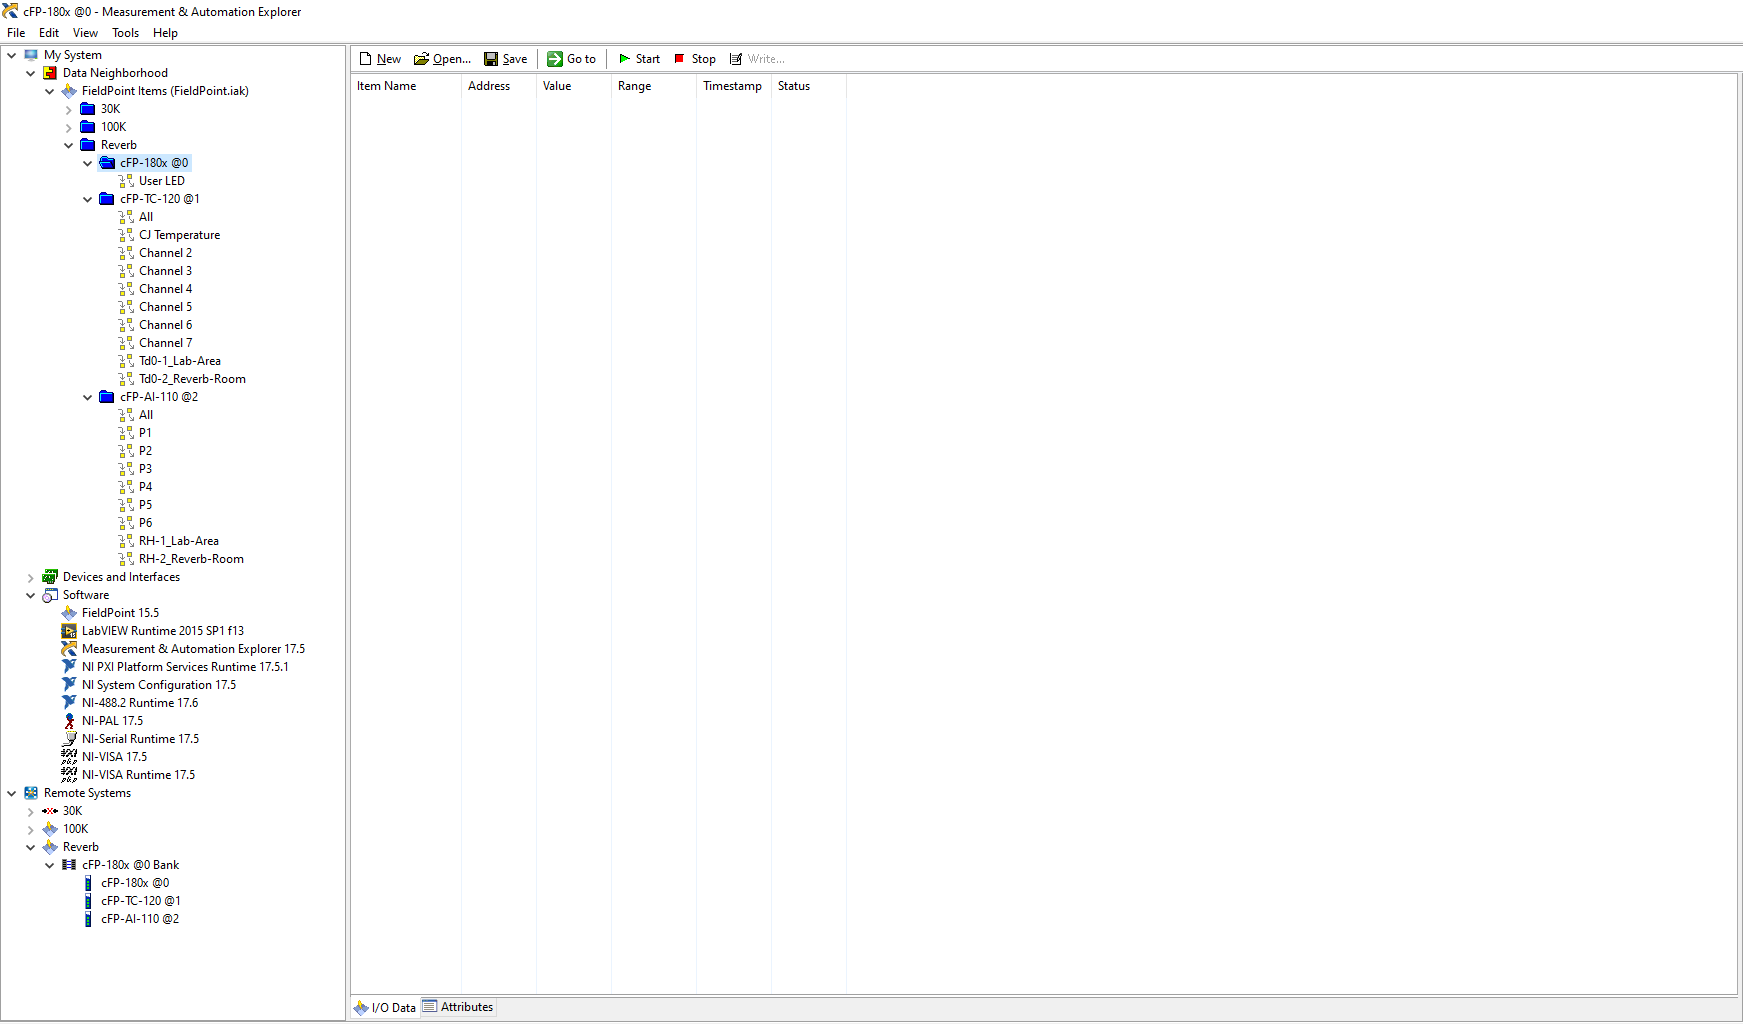 cFP-180x @0 - Measurement & Automation Explorer
File Edit View Tools Help
My System
Data Neighborhood
FieldPoint Items (FieldPoint.iak)
30K
100K
Reverb
cFP-180x @0
User LED
cFP-TC-120 @1
All
CJ Temperature
Channel 2
Channel 3
Channel 4
Channel 5
Channel 6
Channel 7
Td0-1_Lab-Area
Td0-2_Reverb-Room
cFP-AI-110 @2
All
P1
P2
P3
P4
P5
P6
RH-1_Lab-Area
RH-2_Reverb-Room
Devices and Interfaces
Software
FieldPoint 15.5
LabVIEW Runtime 2015 SP1 f13
Measurement & Automation Explorer 17.5
NI PXI Platform Services Runtime 17.5.1
NI System Configuration 17.5
NI-488.2 Runtime 17.6
NI-PAL 17.5
NI-Serial Runtime 17.5
NI-VISA 17.5
NI-VISA Runtime 17.5
Remote Systems
30K
100K
Reverb
cFP-180x @0 Bank
cFP-180x @0
cFP-TC-120 @1
cFP-AI-110 @2
New Open... Save Go to Start Stop Write...
Item Name Address Value Range Timestamp Status
I/O Data Attributes